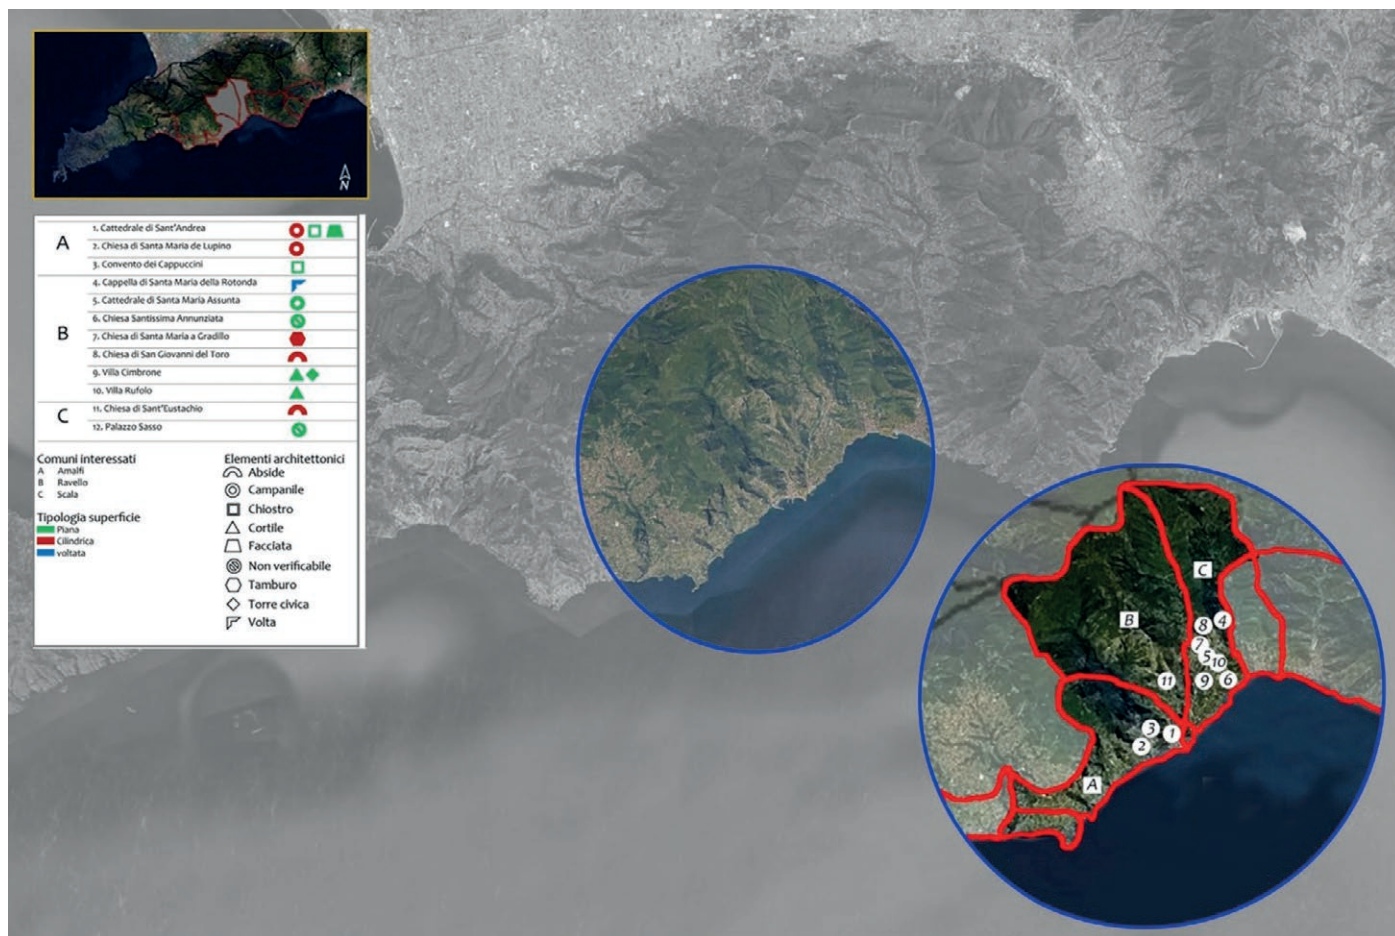 N
A
1. Cattedrale di Sant'Andrea
2. Chiesa di Santa Maria de Lupino
3. Convento dei Cappuccini
B
4. Cappella di Santa Maria della Rotonda
5. Cattedrale di Santa Maria Assunta
6. Chiesa Santissima Annunziata
7. Chiesa di Santa Maria a Gradillo
8. Chiesa di San Giovanni del Toro
9. Villa Cimbrone
10. Villa Rufolo
C
11. Chiesa di Sant'Eustachio
12. Palazzo Sasso
Comuni interessati
A Amalfi
B Ravello
C Scala
Tipologia superficie
Piana
Cilindrica
voltata
Elementi architettonici
Abside
Campanile
Chiostro
Cortile
Facciata
Non verificabile
Tamburo
Torre civica
Volta
C
B
8 4
7
5
10
11 9 6
3 1
2
A